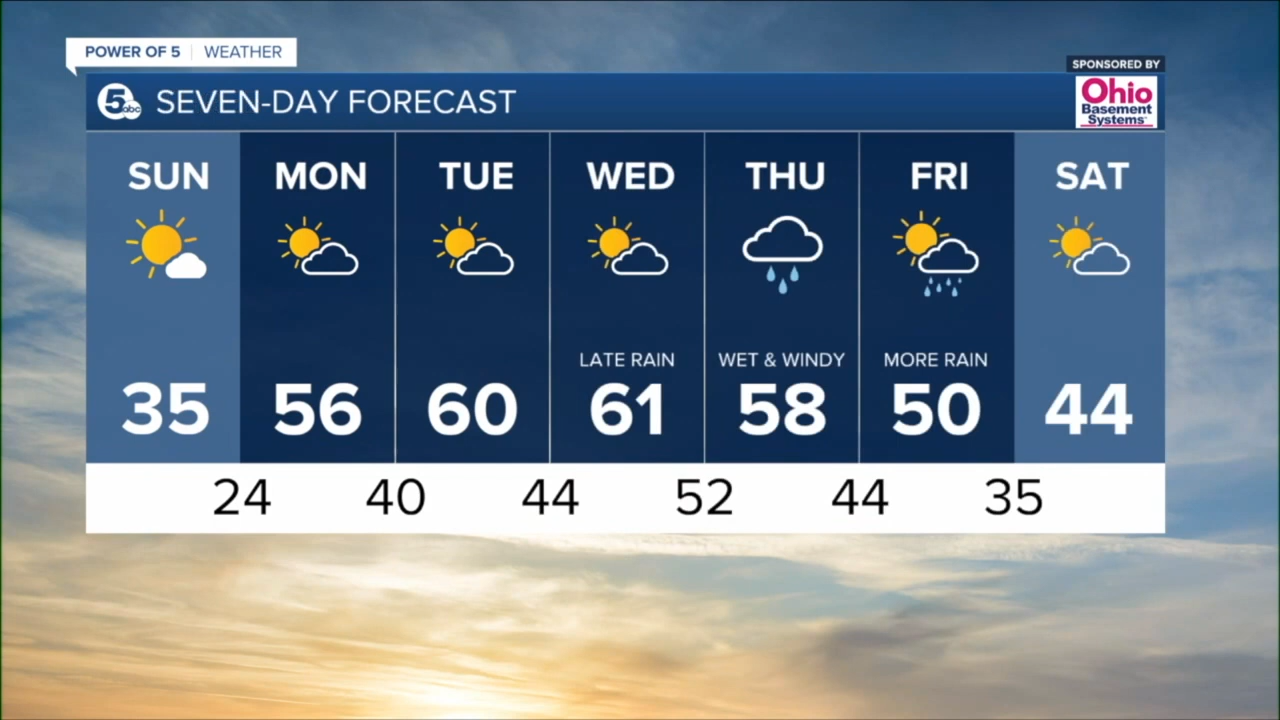 POWER OF 5 | WEATHER
SPONSORED BY
5 abc SEVEN-DAY FORECAST
Ohio
Basement
Systems
SUN MON TUE WED THU FRI SAT
LATE RAIN WET & WINDY MORE RAIN
35 56 60 61 58 50 44
24 40 44 52 44 35